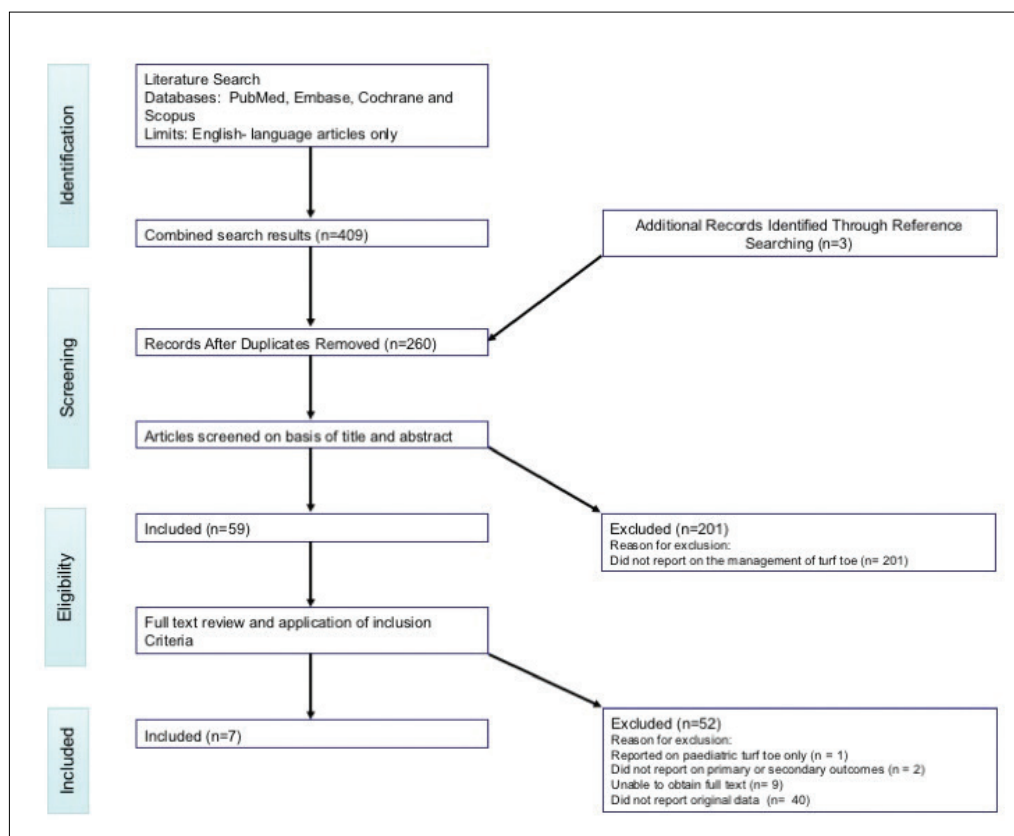 Identification
Literature Search
Databases:  PubMed, Embase, Cochrane and
Scopus
Limits: English- language articles only
Combined search results (n=409)
Additional Records Identified Through Reference
Searching (n=3)
Screening
Records After Duplicates Removed (n=260)
Articles screened on basis of title and abstract
Eligibility
Included (n=59)
Excluded (n=201)
Reason for exclusion:
Did not report on the management of turf toe (n= 201)
Full text review and application of inclusion
Criteria
Included
Included (n=7)
Excluded (n=52)
Reason for exclusion:
Reported on paediatric turf toe only (n = 1)
Did not report on primary or secondary outcomes (n = 2)
Unable to obtain full text (n= 9)
Did not report original data  (n=  40)